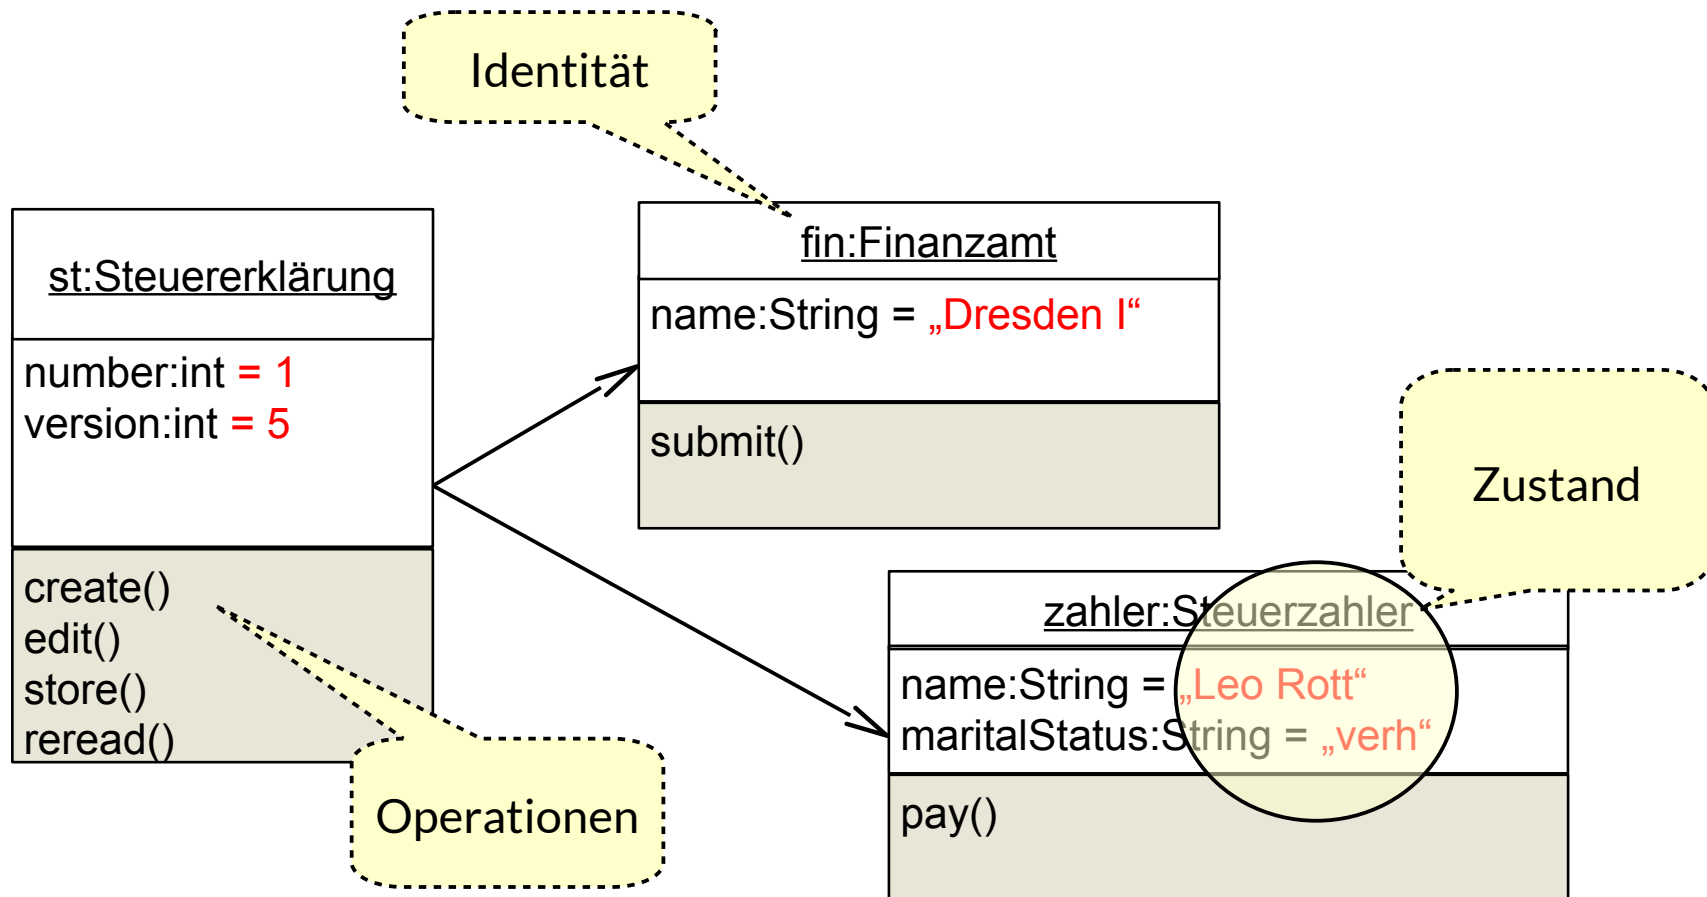 Identität
st:Steuererklärung
number:int = 1
version:int = 5
create()
edit()
store()
reread()
Operationen
fin:Finanzamt
name:String = „Dresden I“
submit()
Zustand
zahler:Steuerzahler
name:String = „Leo Rott“
maritalStatus:String = „verh“
pay()